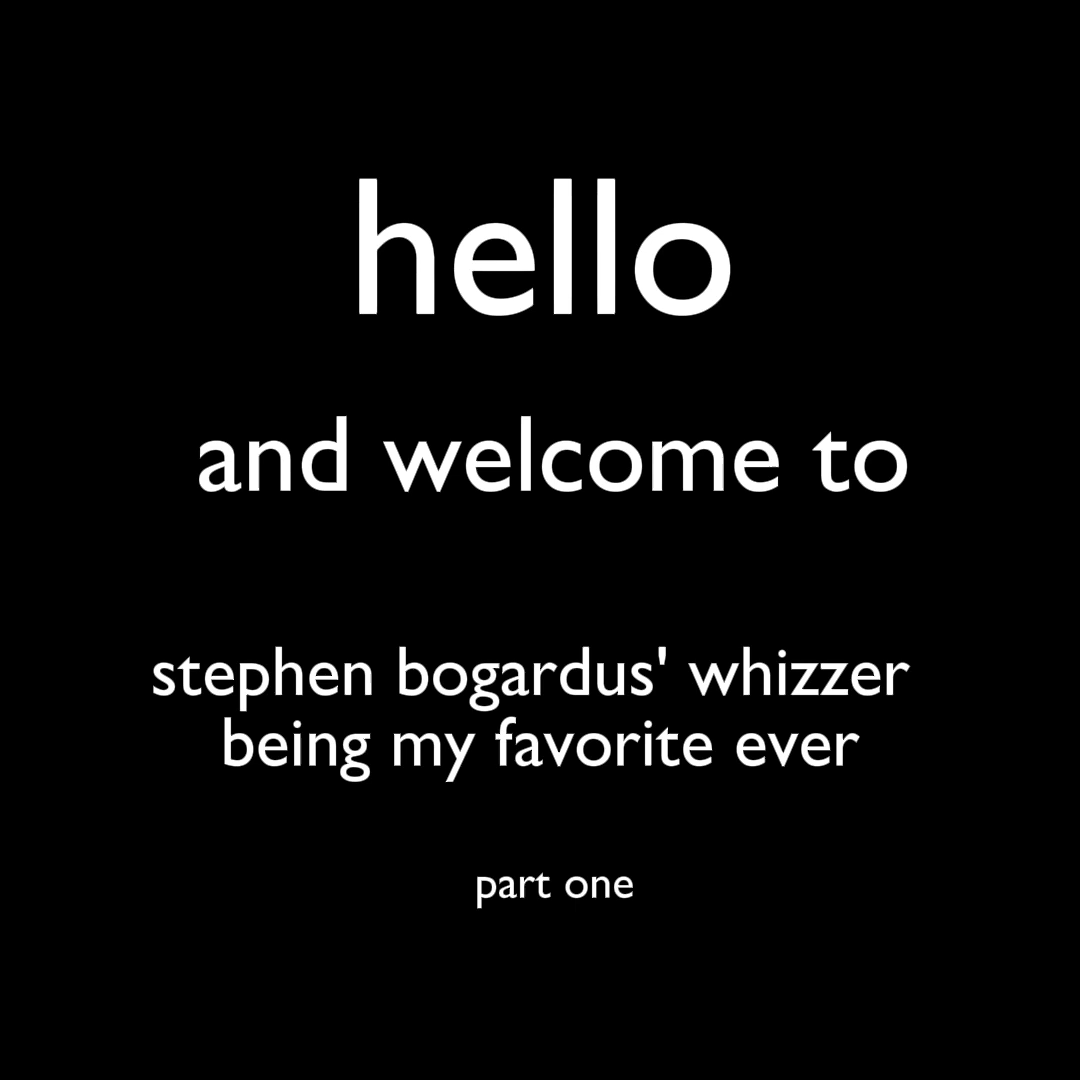 hello
and welcome to
stephen bogardus' whizzer
being my favorite ever
part one